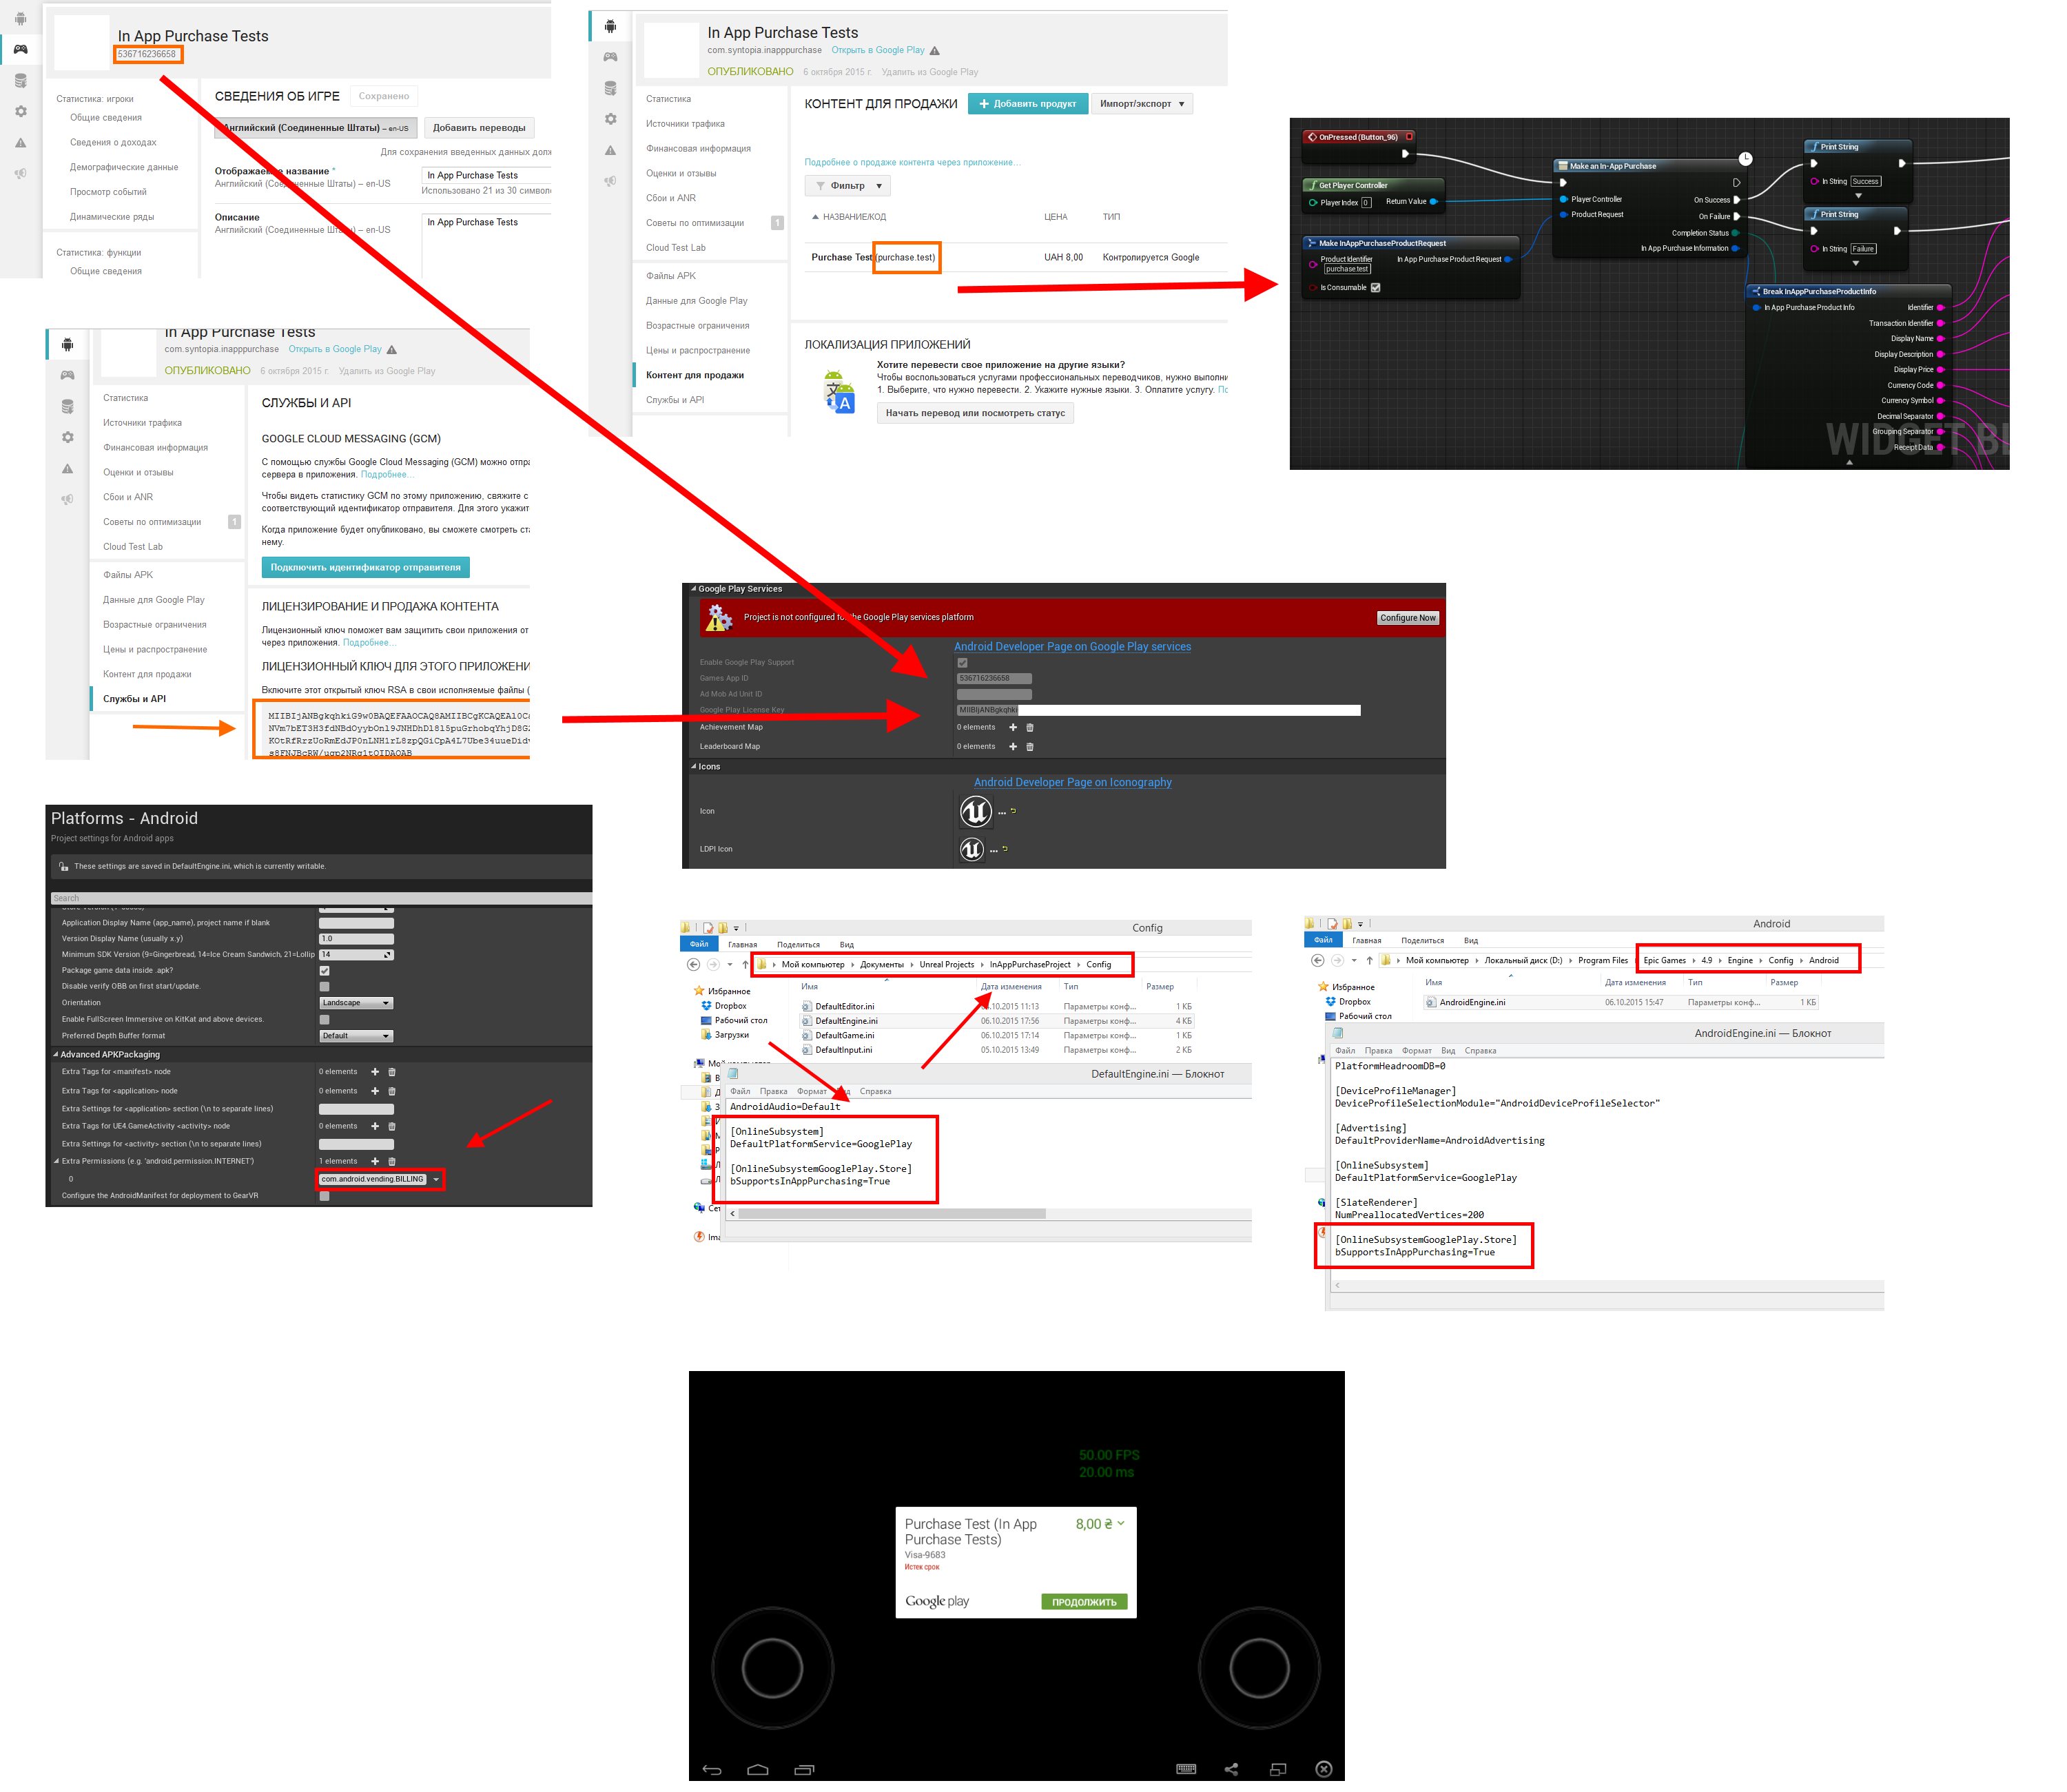 In App Purchase Tests
536716236658
Статистика: игроки
Общие сведения
Сведения о доходах
Демографические данные
Просмотр событий
Динамические ряды
Статистика: функции
Общие сведения
СВЕДЕНИЯ ОБ ИГРЕ
Сохранено
Английский (Соединенные Штаты) – en-US
Добавить переводы
Для сохранения введенных данных
Отображаемое название *
Английский (Соединенные Штаты) – en-US
In App Purchase Tests
Использовано 21 из 30
Описание
Английский (Соединенные Штаты) – en-US
In App Purchase Tests
In App Purchase Tests
com.syntopia.inapppurchase Открыть в Google Play
ОПУБЛИКОВАНО 6 октября 2015 г. Удалить из Google Play
Статистика
Источники трафика
Финансовая информация
Оценки и отзывы
Сбои и ANR
Советы по оптимизации 1
Cloud Test Lab
Файлы APK
Данные для Google Play
Возрастные ограничения
Цены и распространение
Контент для продажи
Службы и API
КОНТЕНТ ДЛЯ ПРОДАЖИ
Добавить продукт
Импорт/экспорт
Подробнее о продаже контента через приложение...
Фильтр
НАЗВАНИЕ/КОД ЦЕНА ТИП
Purchase Test (purchase.test) UAH 8,00 Контролируется Google
ЛОКАЛИЗАЦИЯ ПРИЛОЖЕНИЙ
Хотите перевести свое приложение на другие языки?
Чтобы воспользоваться услугами профессиональных переводчиков, нужно
1. Выберите, что нужно перевести. 2. Укажите нужные языки. 3. Оплатите услугу.
Начать перевод или посмотреть статус
OnPressed (Button_96)
Get Player Controller
Player Index 0 Return Value
Make InAppPurchaseProductRequest
Product Identifier In App Purchase Product Request
purchase.test
Is Consumable
Make an In-App Purchase
Player Controller On Success
Product Request On Failure
Completion Status
In App Purchase Information
Print String
In String Success
Print String
In String Failure
Break InAppPurchaseProductInfo
In App Purchase Product Info Identifier
Transaction Identifier
Display Name
Display Description
Display Price
Currency Code
Currency Symbol
Decimal Separator
Grouping Separator
Receipt Data
WIDGET
In App Purchase Tests
com.syntopia.inapppurchase Открыть в Google Play
ОПУБЛИКОВАНО 6 октября 2015 г. Удалить из Google Play
Статистика
Источники трафика
Финансовая информация
Оценки и отзывы
Сбои и ANR
Советы по оптимизации 1
Cloud Test Lab
Файлы APK
Данные для Google Play
Возрастные ограничения
Цены и распространение
Контент для продажи
Службы и API
СЛУЖБЫ И API
GOOGLE CLOUD MESSAGING (GCM)
С помощью службы Google Cloud Messaging (GCM) можно
сервера в приложения. Подробнее...
Чтобы видеть статистику GCM по этому приложению, свяжите с
соответствующий идентификатор отправителя. Для этого
Когда приложение будет опубликовано, вы сможете смотреть
нему.
Подключить идентификатор отправителя
ЛИЦЕНЗИРОВАНИЕ И ПРОДАЖА КОНТЕНТА
Лицензионный ключ поможет вам защитить свои приложения от
через приложения. Подробнее...
ЛИЦЕНЗИОННЫЙ КЛЮЧ ДЛЯ ЭТОГО
Включите этот открытый ключ RSA в свои исполняемые файлы (
Google Play Services
Project is not configured for the Google Play services platform
Configure Now
Android Developer Page on Google Play services
Enable Google Play Support
Games App ID 536716236658
Ad Mob Ad Unit ID
Google Play License Key MIIBIjANBgkqhki
Achievement Map 0 elements
Leaderboard Map 0 elements
Icons
Android Developer Page on Iconography
Icon
LDPI Icon
Platforms - Android
Project settings for Android apps
These settings are saved in DefaultEngine.ini, which is currently writable.
Search
Application Display Name (app_name), project name if blank
Version Display Name (usually x.y) 1.0
Minimum SDK Version (9=Gingerbread, 14=Ice Cream Sandwich, 21=Lollip 14
Package game data inside .apk?
Disable verify OBB on first start/update.
Orientation Landscape
Enable FullScreen Immersive on KitKat and above devices.
Preferred Depth Buffer format Default
Advanced APKPackaging
Extra Tags for <manifest> node 0 elements
Extra Tags for <application> node 0 elements
Extra Settings for <application> section (\n to separate lines)
Extra Tags for UE4.GameActivity <activity> node 0 elements
Extra Settings for <activity> section (\n to separate lines)
Extra Permissions (e.g. 'android.permission.INTERNET') 1 elements
0 com.android.vending.BILLING
Configure the AndroidManifest for deployment to GearVR
Config
Файл Главная Поделиться Вид
Мой компьютер Документы Unreal Projects InAppPurchaseProject Config
Избранное
Dropbox
Рабочий стол
Загрузки
Имя Дата изменения Тип Размер
DefaultEditor.ini 11:13 Параметры конф... 1 КБ
DefaultEngine.ini 06.10.2015 17:56 Параметры конф... 4 КБ
DefaultGame.ini 06.10.2015 17:14 Параметры конф... 1 КБ
DefaultInput.ini 05.10.2015 13:49 Параметры конф... 2 КБ
DefaultEngine.ini — Блокнот
Файл Правка Формат Справка
AndroidAudio=Default
[OnlineSubsystem]
DefaultPlatformService=GooglePlay
[OnlineSubsystemGooglePlay.Store]
bSupportsInAppPurchasing=True
Android
Файл Главная Поделиться Вид
Мой компьютер Локальный диск (D:) Program Files Epic Games 4.9 Engine Config Android
Избранное
Dropbox
Рабочий стол
Имя Дата изменения Тип Размер
AndroidEngine.ini 06.10.2015 15:47 Параметры конф... 1 КБ
AndroidEngine.ini — Блокнот
Файл Правка Формат Вид Справка
PlatformHeadroomDB=0
[DeviceProfileManager]
DeviceProfileSelectionModule="AndroidDeviceProfileSelector"
[Advertising]
DefaultProviderName=AndroidAdvertising
[OnlineSubsystem]
DefaultPlatformService=GooglePlay
[SlateRenderer]
NumPreallocatedVertices=200
[OnlineSubsystemGooglePlay.Store]
bSupportsInAppPurchasing=True
50.00 FPS
20.00 ms
Purchase Test (In App 8,00 ₴
Purchase Tests)
Visa-9683
Истек срок
Google play ПРОДОЛЖИТЬ